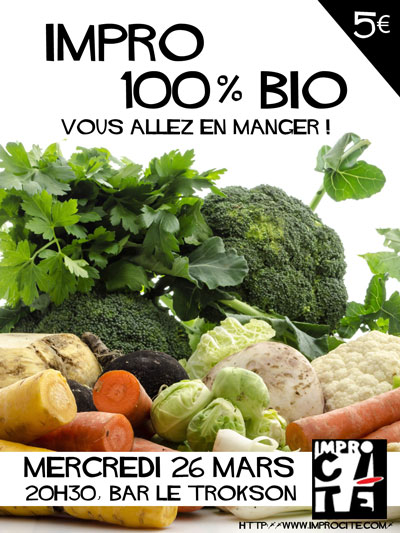 5€
IMPRO
100% BIO
VOUS ALLEZ EN MANGER !
MERCREDI 26 MARS
20H30, BAR LE TROKSON
IMPRO
CITÉ
HTTP://WWW.IMPROCITE.COM/